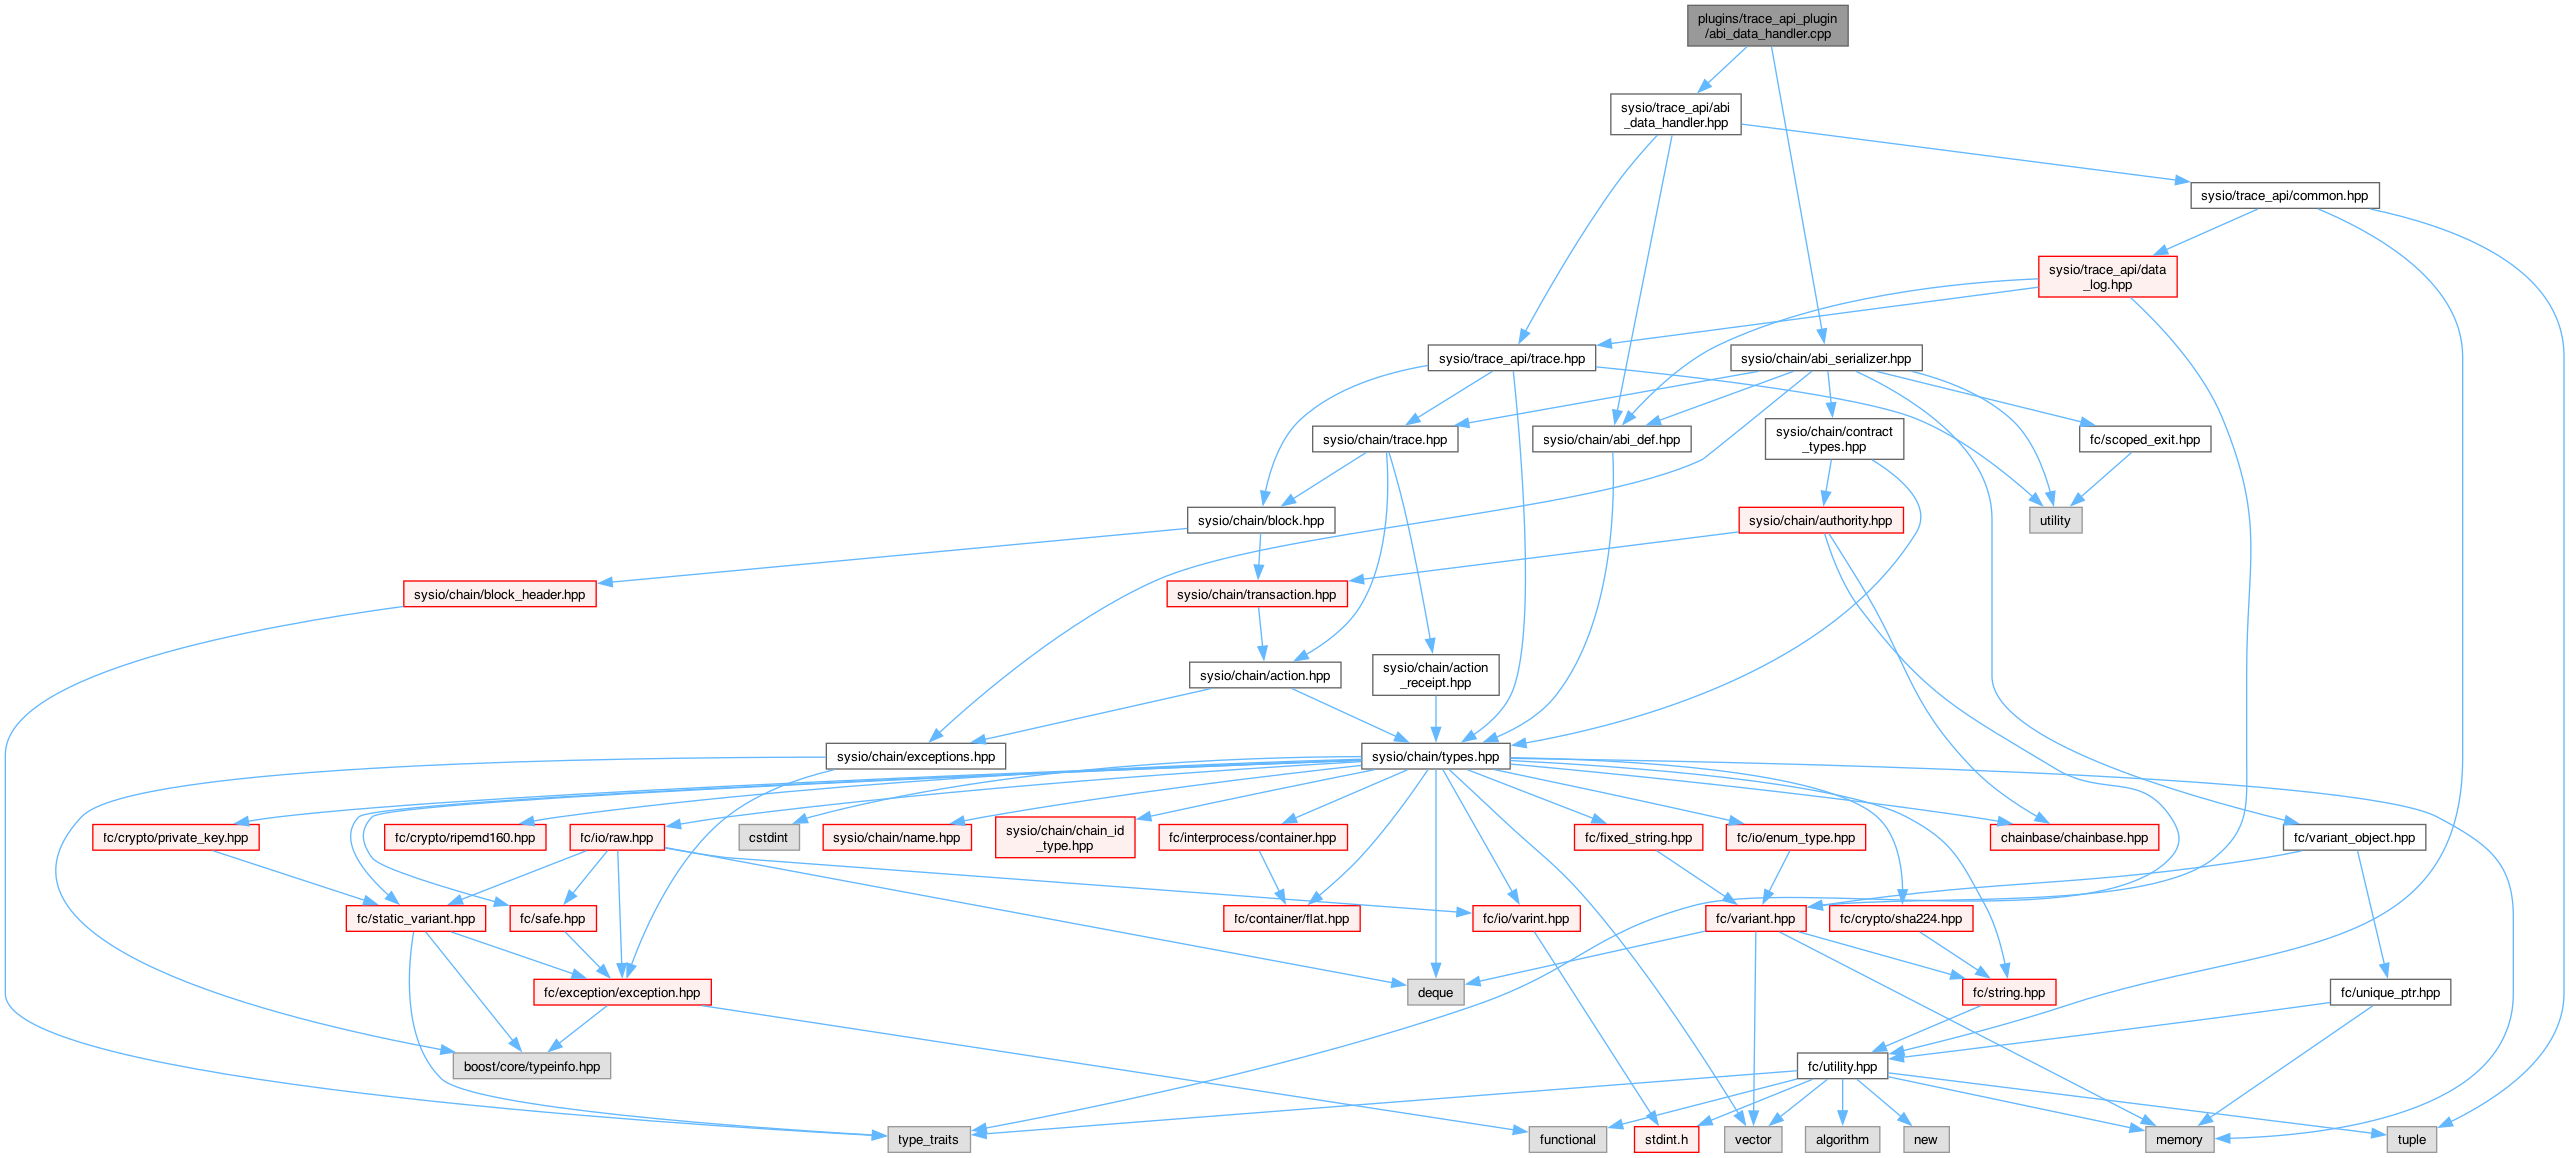 plugins/trace_api_plugin
/abi_data_handler.cpp
sysio/trace_api/abi
_data_handler.hpp
sysio/trace_api/common.hpp
sysio/trace_api/data
_log.hpp
sysio/trace_api/trace.hpp
sysio/chain/abi_serializer.hpp
sysio/chain/trace.hpp
sysio/chain/abi_def.hpp
sysio/chain/contract
_types.hpp
fc/scoped_exit.hpp
sysio/chain/block.hpp
sysio/chain/authority.hpp
utility
sysio/chain/block_header.hpp
sysio/chain/transaction.hpp
sysio/chain/action.hpp
sysio/chain/action
_receipt.hpp
sysio/chain/exceptions.hpp
sysio/chain/types.hpp
fc/crypto/private_key.hpp
fc/crypto/ripemd160.hpp
fc/io/raw.hpp
cstdint
sysio/chain/name.hpp
sysio/chain/chain_id
_type.hpp
fc/interprocess/container.hpp
fc/fixed_string.hpp
fc/io/enum_type.hpp
chainbase/chainbase.hpp
fc/variant_object.hpp
fc/static_variant.hpp
fc/safe.hpp
fc/container/flat.hpp
fc/io/varint.hpp
fc/variant.hpp
fc/crypto/sha224.hpp
fc/exception/exception.hpp
deque
fc/string.hpp
fc/unique_ptr.hpp
boost/core/typeinfo.hpp
fc/utility.hpp
type_traits
functional
stdint.h
vector
algorithm
new
memory
tuple